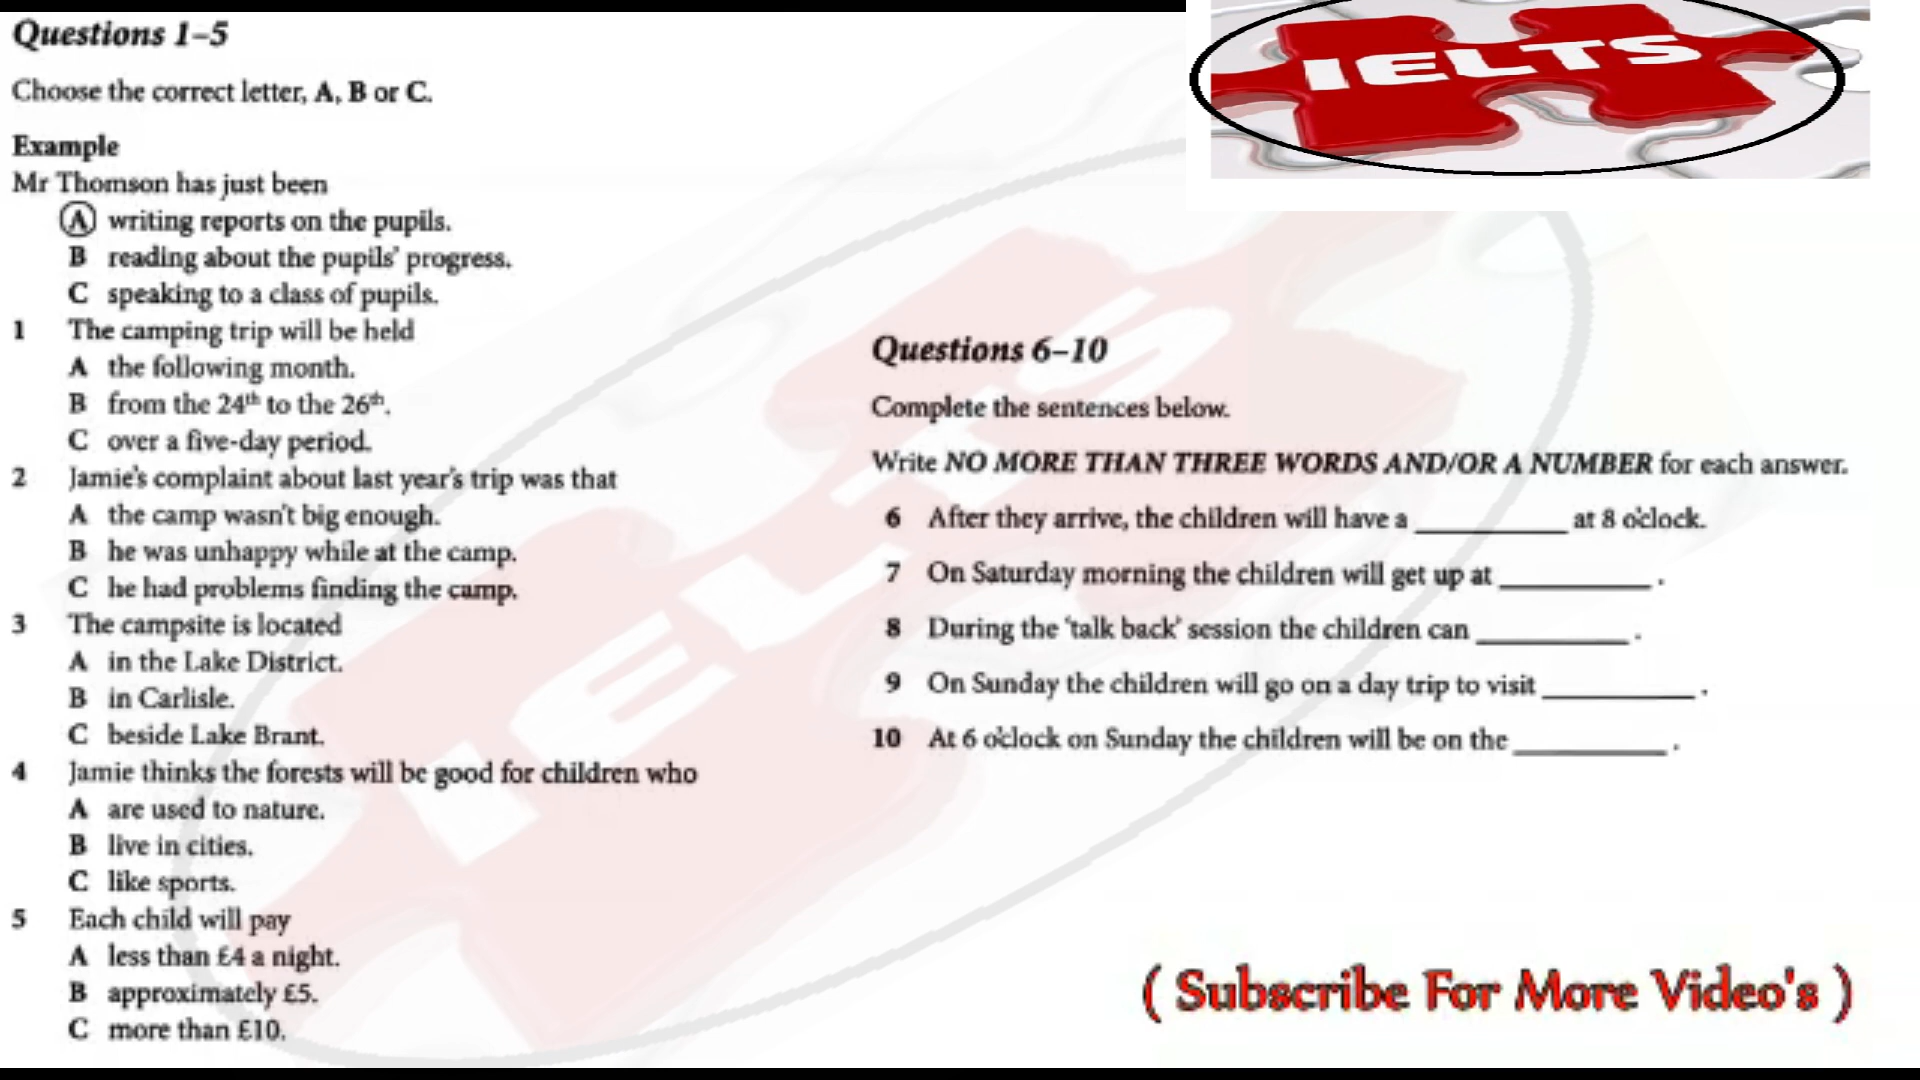 Questions 1–5
Choose the correct letter, A, B or C.
Example
Mr Thomson has just been
A writing reports on the pupils.
B reading about the pupils' progress.
C speaking to a class of pupils.
1 The camping trip will be held
A the following month.
B from the 24th to the 26th.
C over a five-day period.
2 Jamie's complaint about last year's trip was that
A the camp wasn't big enough.
B he was unhappy while at the camp.
C he had problems finding the camp.
3 The campsite is located
A in the Lake District.
B in Carlisle.
C beside Lake Brant.
4 Jamie thinks the forests will be good for children who
A are used to nature.
B live in cities.
C like sports.
5 Each child will pay
A less than £4 a night.
B approximately £5.
C more than £10.
IELTS
IELTS
Questions 6–10
Complete the sentences below.
Write NO MORE THAN THREE WORDS AND/OR A NUMBER for each answer.
6 After they arrive, the children will have a __________ at 8 o'clock.
7 On Saturday morning the children will get up at __________ .
8 During the 'talk back' session the children can __________ .
9 On Sunday the children will go on a day trip to visit __________ .
10 At 6 o'clock on Sunday the children will be on the __________ .
( Subscribe For More Video's )